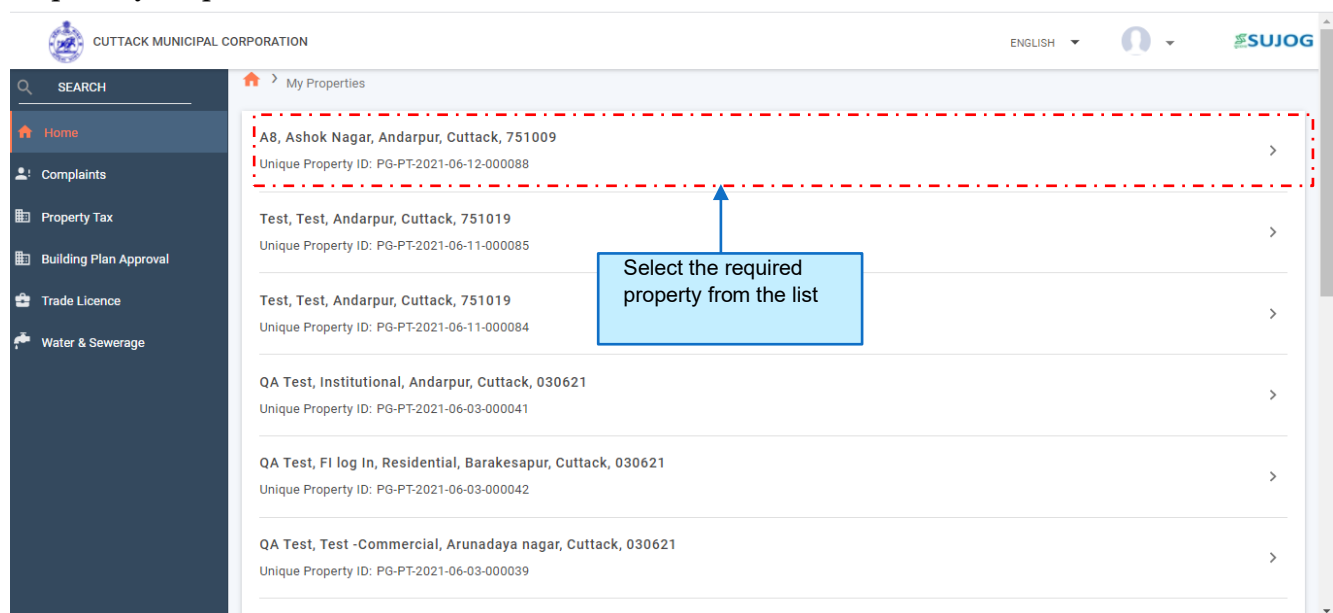 CUTTACK MUNICIPAL CORPORATION
ENGLISH
SUJOG
SEARCH
My Properties
Home
Complaints
Property Tax
Building Plan Approval
Trade Licence
Water & Sewerage
A8, Ashok Nagar, Andarpur, Cuttack, 751009
Unique Property ID: PG-PT-2021-06-12-000088
Test, Test, Andarpur, Cuttack, 751019
Unique Property ID: PG-PT-2021-06-11-000085
Select the required
property from the list
Test, Test, Andarpur, Cuttack, 751019
Unique Property ID: PG-PT-2021-06-11-000084
QA Test, Institutional, Andarpur, Cuttack, 030621
Unique Property ID: PG-PT-2021-06-03-000041
QA Test, FI log In, Residential, Barakesapur, Cuttack, 030621
Unique Property ID: PG-PT-2021-06-03-000042
QA Test, Test -Commercial, Arunadaya nagar, Cuttack, 030621
Unique Property ID: PG-PT-2021-06-03-000039